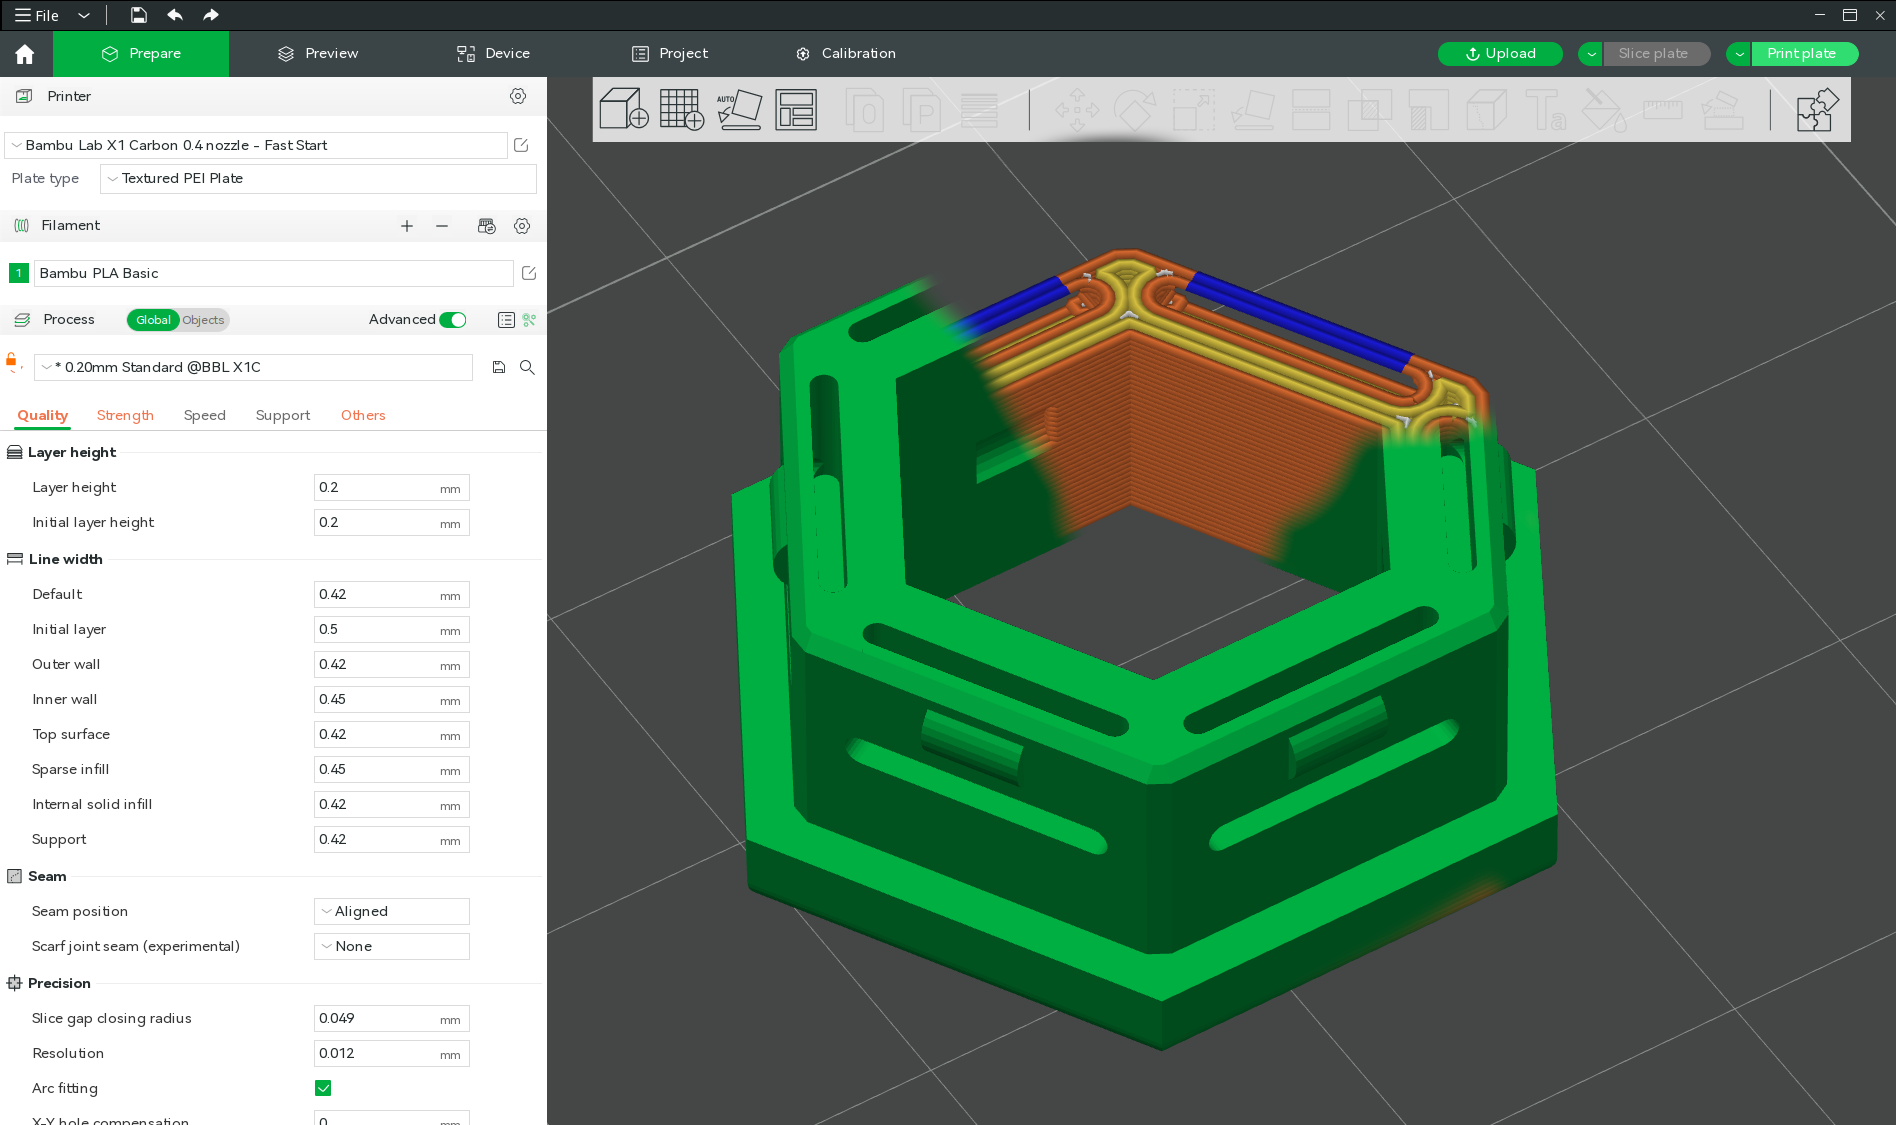 File
Prepare
Preview
Device
Project
Calibration
Upload
Slice plate
Print plate
Printer
AUTO
Bambu Lab X1 Carbon 0.4 nozzle - Fast Start
Plate type
Textured PEI Plate
Filament
1
Bambu PLA Basic
Process
Global
Objects
Advanced
* 0.20mm Standard @BBL X1C
Quality
Strength
Speed
Support
Others
Layer height
Layer height
0.2
mm
Initial layer height
0.2
mm
Line width
Default
0.42
mm
Initial layer
0.5
mm
Outer wall
0.42
mm
Inner wall
0.45
mm
Top surface
0.42
mm
Sparse infill
0.45
mm
Internal solid infill
0.42
mm
Support
0.42
mm
Seam
Seam position
Aligned
Scarf joint seam (experimental)
None
Precision
Slice gap closing radius
0.049
mm
Resolution
0.012
mm
Arc fitting
X-Y hole compensation
0
mm